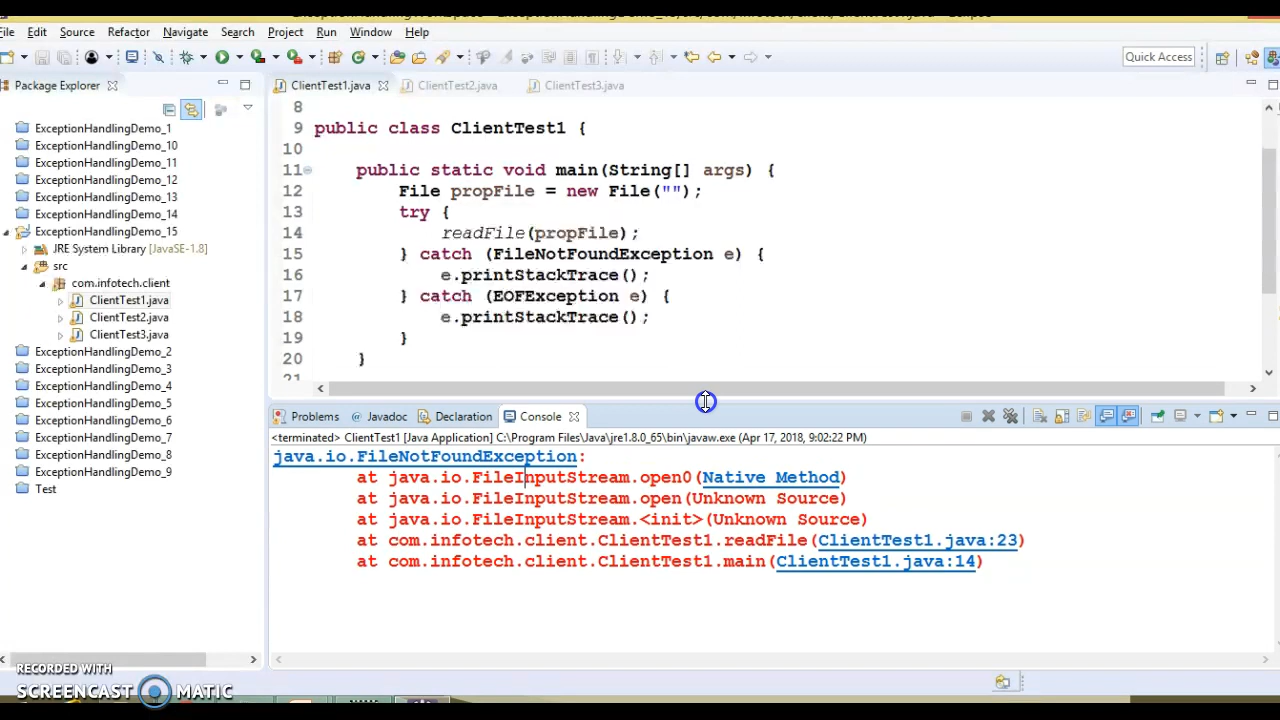 File Edit Source Refactor Navigate Search Project Run Window Help
Quick Access
Package Explorer
ClientTest1.java ClientTest2.java ClientTest3.java
ExceptionHandlingDemo_1
ExceptionHandlingDemo_10
ExceptionHandlingDemo_11
ExceptionHandlingDemo_12
ExceptionHandlingDemo_13
ExceptionHandlingDemo_14
ExceptionHandlingDemo_15
JRE System Library [JavaSE-1.8]
src
com.infotech.client
ClientTest1.java
ClientTest2.java
ClientTest3.java
ExceptionHandlingDemo_2
ExceptionHandlingDemo_3
ExceptionHandlingDemo_4
ExceptionHandlingDemo_5
ExceptionHandlingDemo_6
ExceptionHandlingDemo_7
ExceptionHandlingDemo_8
ExceptionHandlingDemo_9
Test
8
9 public class ClientTest1 {
10
11 public static void main(String[] args) {
12 File propFile = new File("");
13 try {
14 readFile(propFile);
15 } catch (FileNotFoundException e) {
16 e.printStackTrace();
17 } catch (EOFException e) {
18 e.printStackTrace();
19 }
20 }
21
Problems Javadoc Declaration Console
<terminated> ClientTest1 [Java Application] C:\Program Files\Java\jre1.8.0_65\bin\javaw.exe (Apr 17, 2018, 9:02:22 PM)
java.io.FileNotFoundException:
at java.io.FileInputStream.open0(Native Method)
at java.io.FileInputStream.open(Unknown Source)
at java.io.FileInputStream.<init>(Unknown Source)
at com.infotech.client.ClientTest1.readFile(ClientTest1.java:23)
at com.infotech.client.ClientTest1.main(ClientTest1.java:14)
RECORDED WITH
SCREENCAST MATIC